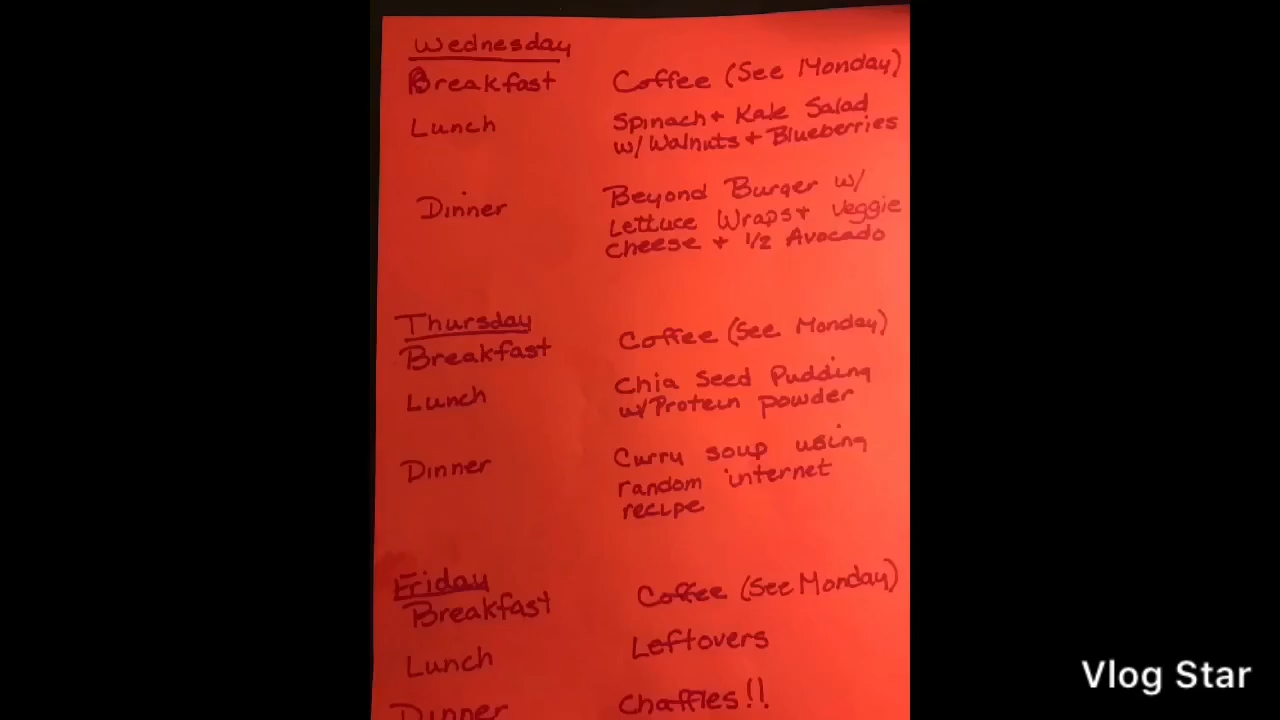 Wednesday
Breakfast Coffee (See Monday)
Lunch Spinach + Kale Salad
w/ Walnuts + Blueberries
Dinner Beyond Burger w/
Lettuce Wraps + Veggie
Cheese + 1/2 Avocado
Thursday
Breakfast Coffee (See Monday)
Lunch Chia Seed Pudding
w/Protein powder
Dinner Curry soup using
random internet
recipe
Friday
Breakfast Coffee (See Monday)
Lunch Leftovers
Dinner Chaffles!!
Vlog Star